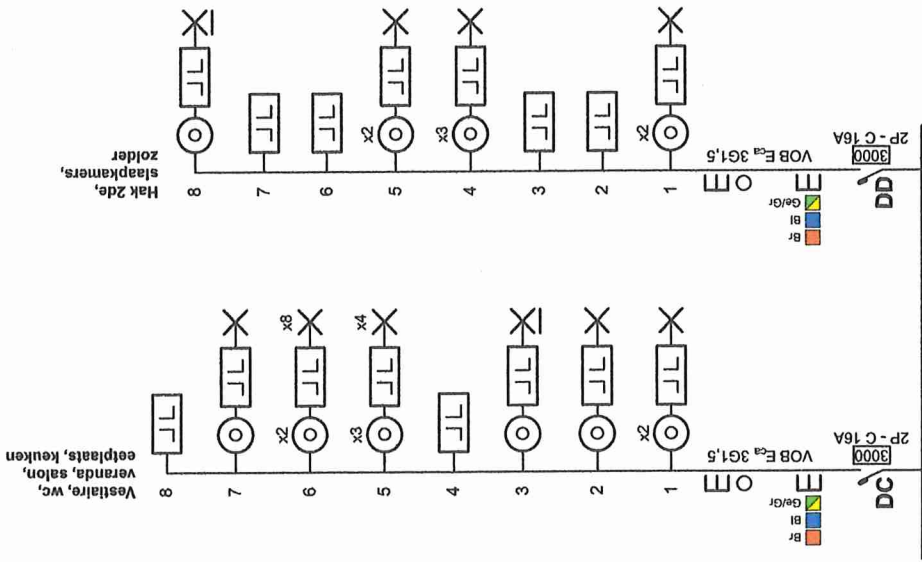 Hak 2de,
slaapkamers,
zolder
8
7
6
5
x2
4
x3
3
2
1
x2
VOB Eca 3G1,5
Ge/Gr
Bl
Br
3000
2P - C 16A
DD
Vestiaire, wc,
veranda, salon,
eetplaats, keuken
8
7
6
x2
x8
5
x3
x4
4
3
2
1
x2
VOB Eca 3G1,5
Ge/Gr
Bl
Br
3000
2P - C 16A
DC